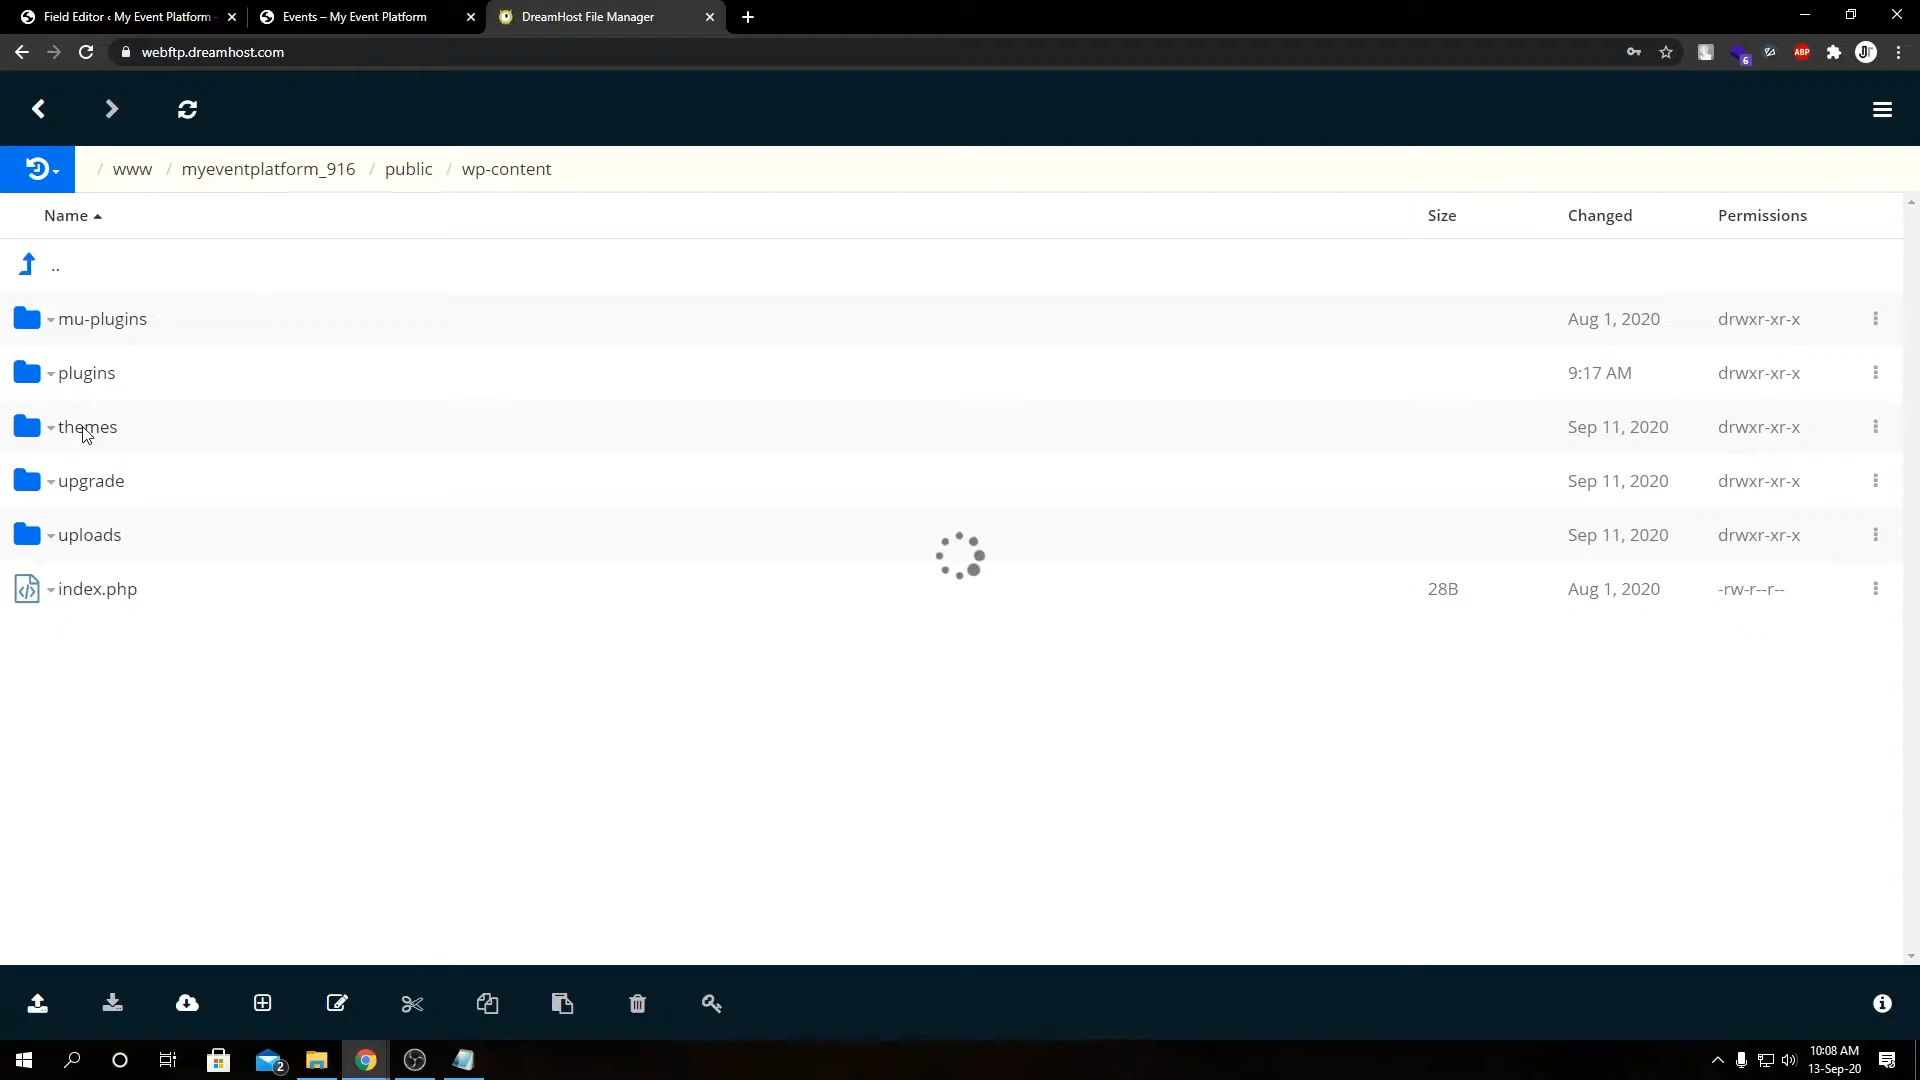 Field Editor ‹ My Event Platform -
Events – My Event Platform
DreamHost File Manager
webftp.dreamhost.com
6
ABP
/ www / myeventplatform_916 / public / wp-content
Name Size Changed Permissions
..
mu-plugins Aug 1, 2020 drwxr-xr-x
plugins 9:17 AM drwxr-xr-x
themes Sep 11, 2020 drwxr-xr-x
upgrade Sep 11, 2020 drwxr-xr-x
uploads Sep 11, 2020 drwxr-xr-x
index.php 28B Aug 1, 2020 -rw-r--r--
2
10:08 AM
13-Sep-20